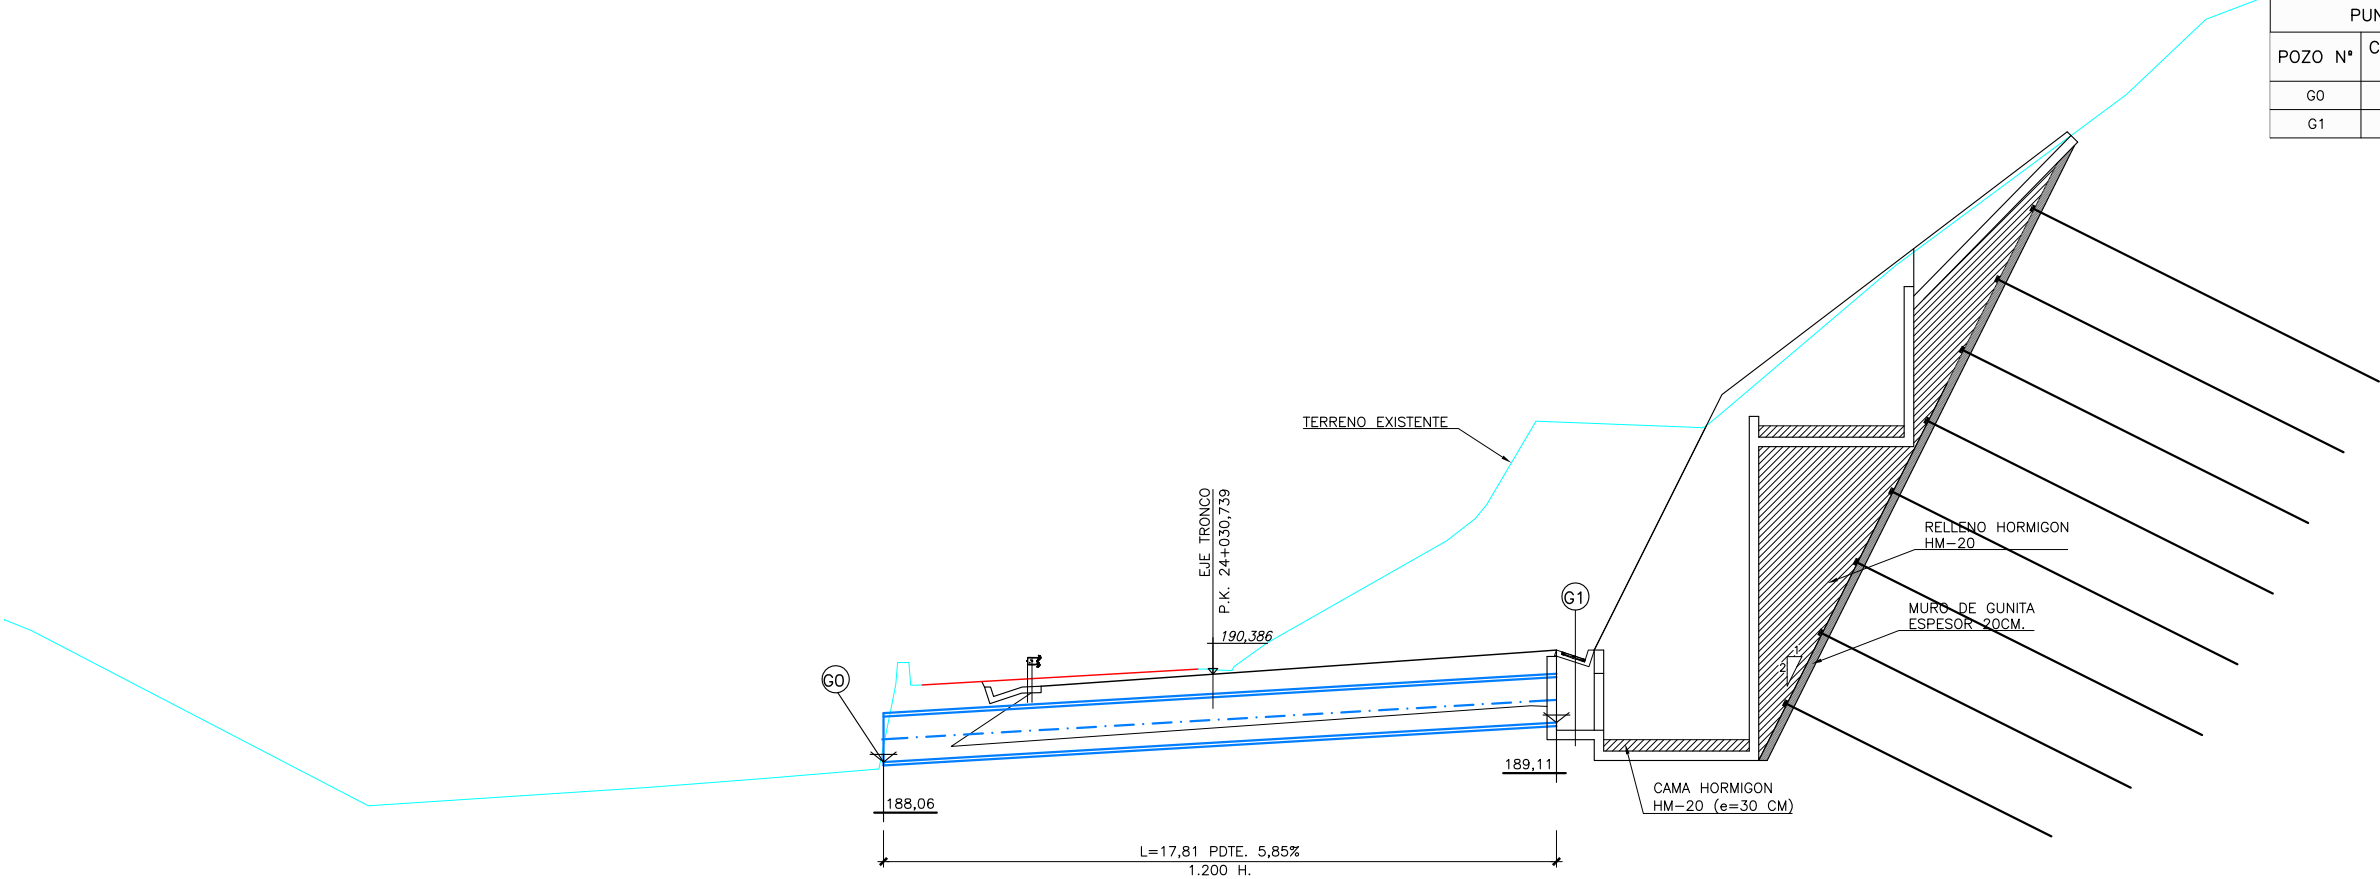 PUN
POZO Nº C
G0
G1
TERRENO EXISTENTE
EJE TRONCO
P.K. 24+030,739
190,386
RELLENO HORMIGON
HM-20
MURO DE GUNITA
ESPESOR 20CM.
1
2
G1
G0
189,11
188,06
CAMA HORMIGON
HM-20 (e=30 CM)
L=17,81 PDTE. 5,85%
1.200 H.